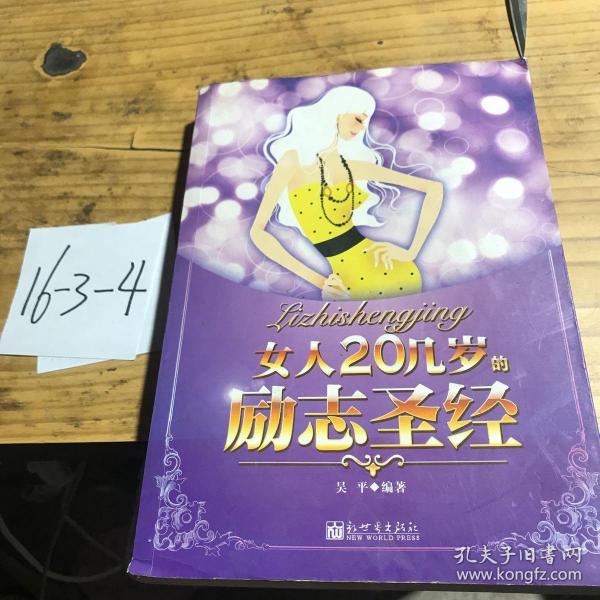 16-3-4
Lizhishengjing
女人20几岁的
励志圣经
吴 平◆编著
新世界出版社
NEW WORLD PRESS
孔夫子旧书网
www.kongfz.com